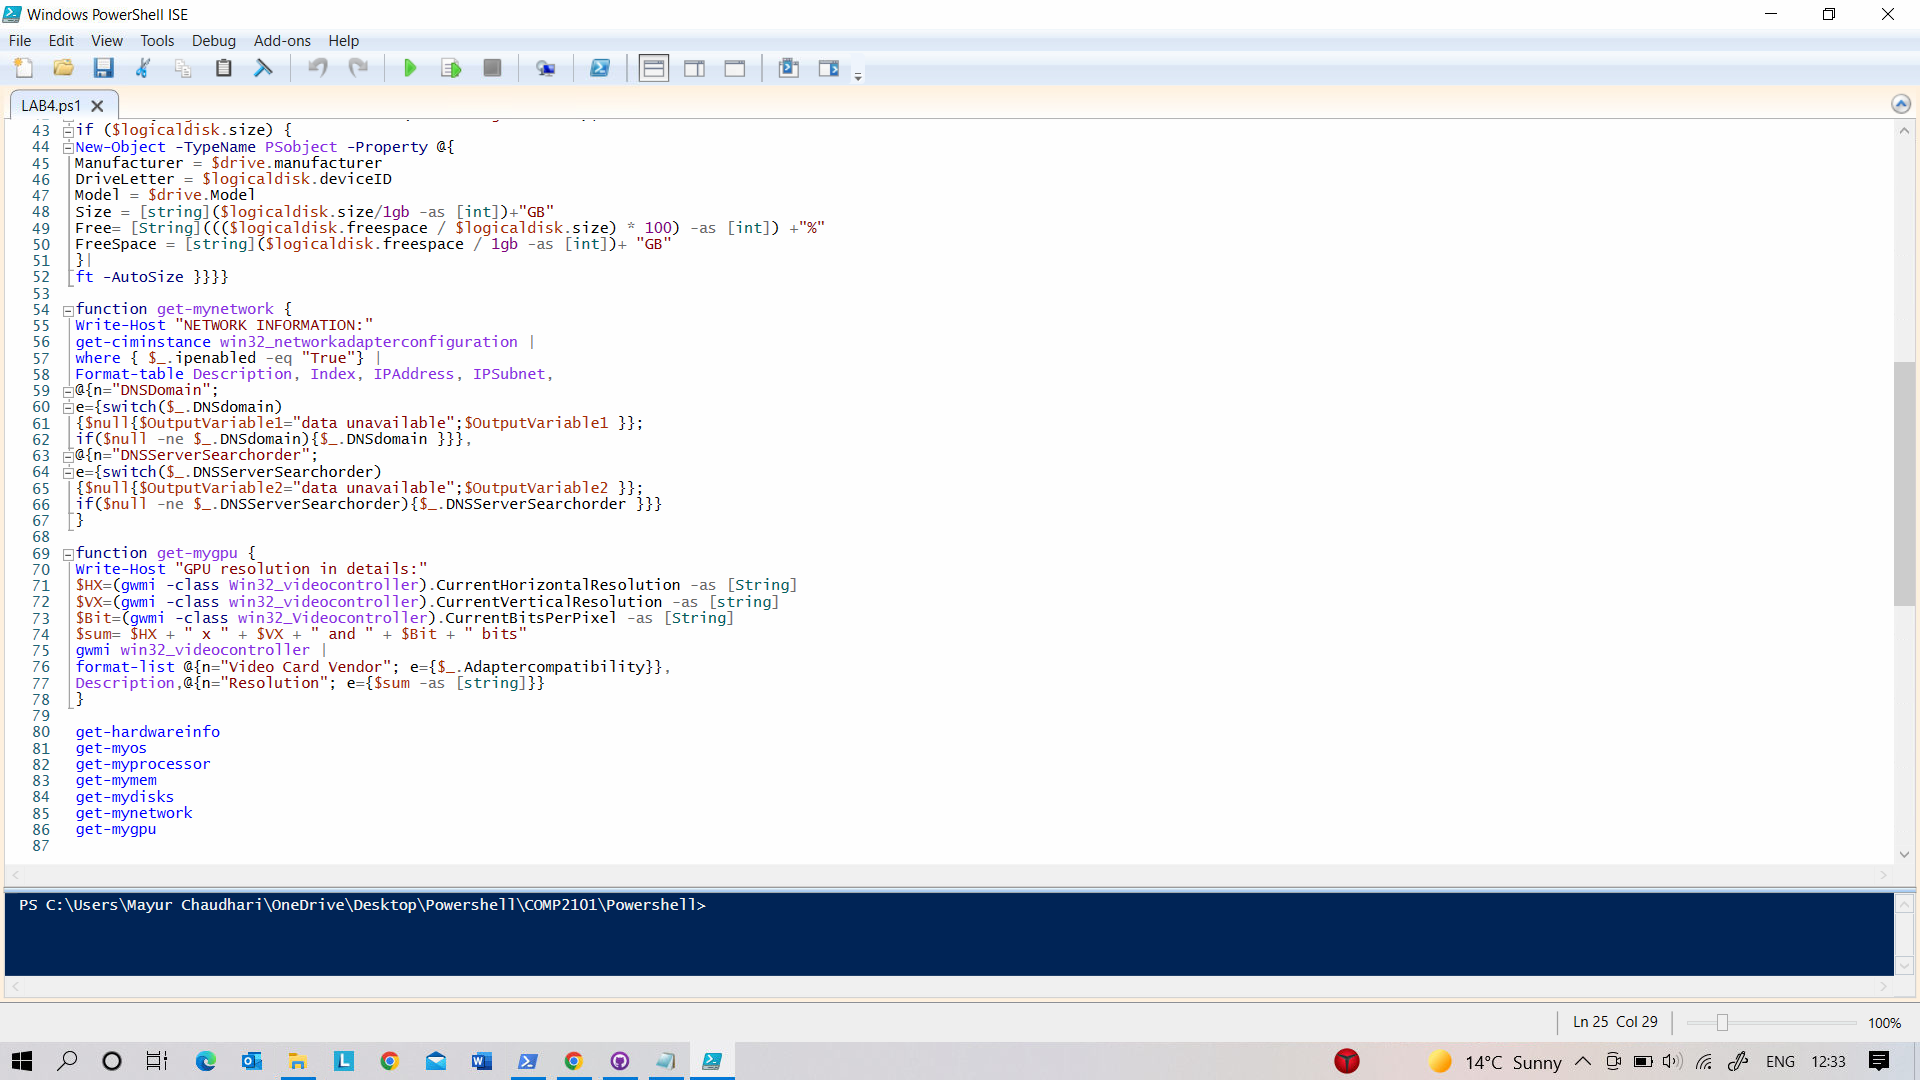 Windows PowerShell ISE
File Edit View Tools Debug Add-ons Help
LAB4.ps1
43 if ($logicaldisk.size) {
44 New-Object -TypeName PSobject -Property @{
45 Manufacturer = $drive.manufacturer
46 DriveLetter = $logicaldisk.deviceID
47 Model = $drive.Model
48 Size = [string]($logicaldisk.size/1gb -as [int])+"GB"
49 Free= [String]((($logicaldisk.freespace / $logicaldisk.size) * 100) -as [int]) +"%"
50 FreeSpace = [string]($logicaldisk.freespace / 1gb -as [int])+ "GB"
51 }|
52 ft -AutoSize }}}}
53
54 function get-mynetwork {
55 Write-Host "NETWORK INFORMATION:"
56 get-ciminstance win32_networkadapterconfiguration |
57 where { $_.ipenabled -eq "True"} |
58 Format-table Description, Index, IPAddress, IPSubnet,
59 @{n="DNSDomain";
60 e={switch($_.DNSdomain)
61 {$null{$OutputVariable1="data unavailable";$OutputVariable1 }};
62 if($null -ne $_.DNSdomain){$_.DNSdomain }}},
63 @{n="DNSServerSearchorder";
64 e={switch($_.DNSServerSearchorder)
65 {$null{$OutputVariable2="data unavailable";$OutputVariable2 }};
66 if($null -ne $_.DNSServerSearchorder){$_.DNSServerSearchorder }}}
67 }
68
69 function get-mygpu {
70 Write-Host "GPU resolution in details:"
71 $HX=(gwmi -class Win32_videocontroller).CurrentHorizontalResolution -as [String]
72 $VX=(gwmi -class win32_videocontroller).CurrentVerticalResolution -as [string]
73 $Bit=(gwmi -class win32_Videocontroller).CurrentBitsPerPixel -as [String]
74 $sum= $HX + " x " + $VX + " and " + $Bit + " bits"
75 gwmi win32_videocontroller |
76 format-list @{n="Video Card Vendor"; e={$_.Adaptercompatibility}},
77 Description,@{n="Resolution"; e={$sum -as [string]}}
78 }
79
80 get-hardwareinfo
81 get-myos
82 get-myprocessor
83 get-mymem
84 get-mydisks
85 get-mynetwork
86 get-mygpu
87
PS C:\Users\Mayur Chaudhari\OneDrive\Desktop\Powershell\COMP2101\Powershell>
Ln 25 Col 29 100%
14°C Sunny ENG 12:33